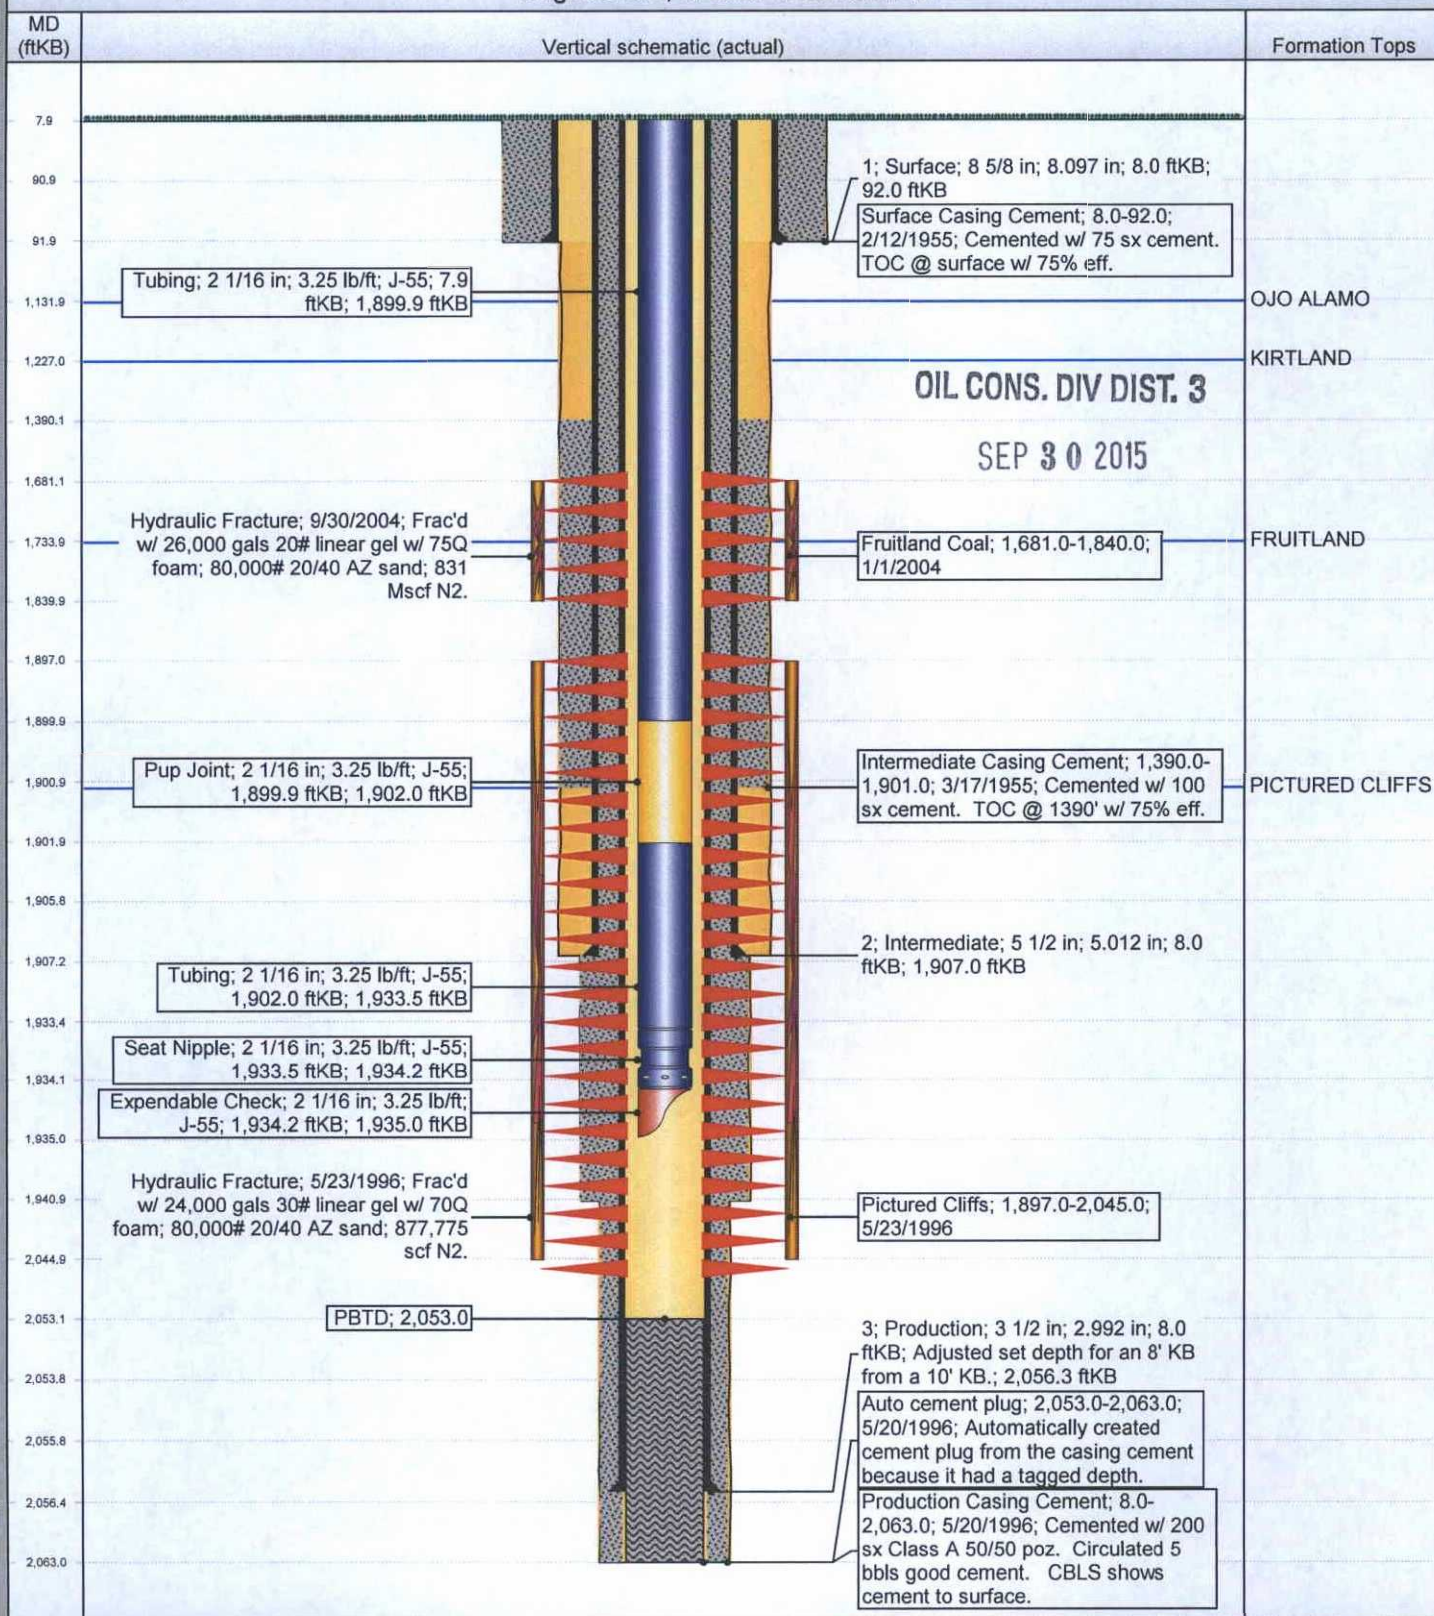 MD
(ftKB)
Vertical schematic (actual)
Formation Tops
7.9
90.9
91.9
1,131.9
1,227.0
1,390.1
1,681.1
1,733.9
1,839.9
1,897.0
1,899.9
1,900.9
1,901.9
1,905.8
1,907.2
1,933.4
1,934.1
1,935.0
1,940.9
2,044.9
2,053.1
2,053.8
2,055.8
2,056.4
2,063.0
Tubing; 2 1/16 in; 3.25 lb/ft; J-55; 7.9
ftKB; 1,899.9 ftKB
Hydraulic Fracture; 9/30/2004; Frac'd
w/ 26,000 gals 20# linear gel w/ 75Q
foam; 80,000# 20/40 AZ sand; 831
Mscf N2.
Pup Joint; 2 1/16 in; 3.25 lb/ft; J-55;
1,899.9 ftKB; 1,902.0 ftKB
Tubing; 2 1/16 in; 3.25 lb/ft; J-55;
1,902.0 ftKB; 1,933.5 ftKB
Seat Nipple; 2 1/16 in; 3.25 lb/ft; J-55;
1,933.5 ftKB; 1,934.2 ftKB
Expendable Check; 2 1/16 in; 3.25 lb/ft;
J-55; 1,934.2 ftKB; 1,935.0 ftKB
Hydraulic Fracture; 5/23/1996; Frac'd
w/ 24,000 gals 30# linear gel w/ 70Q
foam; 80,000# 20/40 AZ sand; 877,775
scf N2.
PBTD; 2,053.0
1; Surface; 8 5/8 in; 8.097 in; 8.0 ftKB;
92.0 ftKB
Surface Casing Cement; 8.0-92.0;
2/12/1955; Cemented w/ 75 sx cement.
TOC @ surface w/ 75% eff.
OIL CONS. DIV DIST. 3
SEP 30 2015
Fruitland Coal; 1,681.0-1,840.0;
1/1/2004
Intermediate Casing Cement; 1,390.0-
1,901.0; 3/17/1955; Cemented w/ 100
sx cement. TOC @ 1390' w/ 75% eff.
2; Intermediate; 5 1/2 in; 5.012 in; 8.0
ftKB; 1,907.0 ftKB
Pictured Cliffs; 1,897.0-2,045.0;
5/23/1996
3; Production; 3 1/2 in; 2.992 in; 8.0
ftKB; Adjusted set depth for an 8' KB
from a 10' KB.; 2,056.3 ftKB
Auto cement plug; 2,053.0-2,063.0;
5/20/1996; Automatically created
cement plug from the casing cement
because it had a tagged depth.
Production Casing Cement; 8.0-
2,063.0; 5/20/1996; Cemented w/ 200
sx Class A 50/50 poz. Circulated 5
bbls good cement. CBLS shows
cement to surface.
OJO ALAMO
KIRTLAND
FRUITLAND
PICTURED CLIFFS